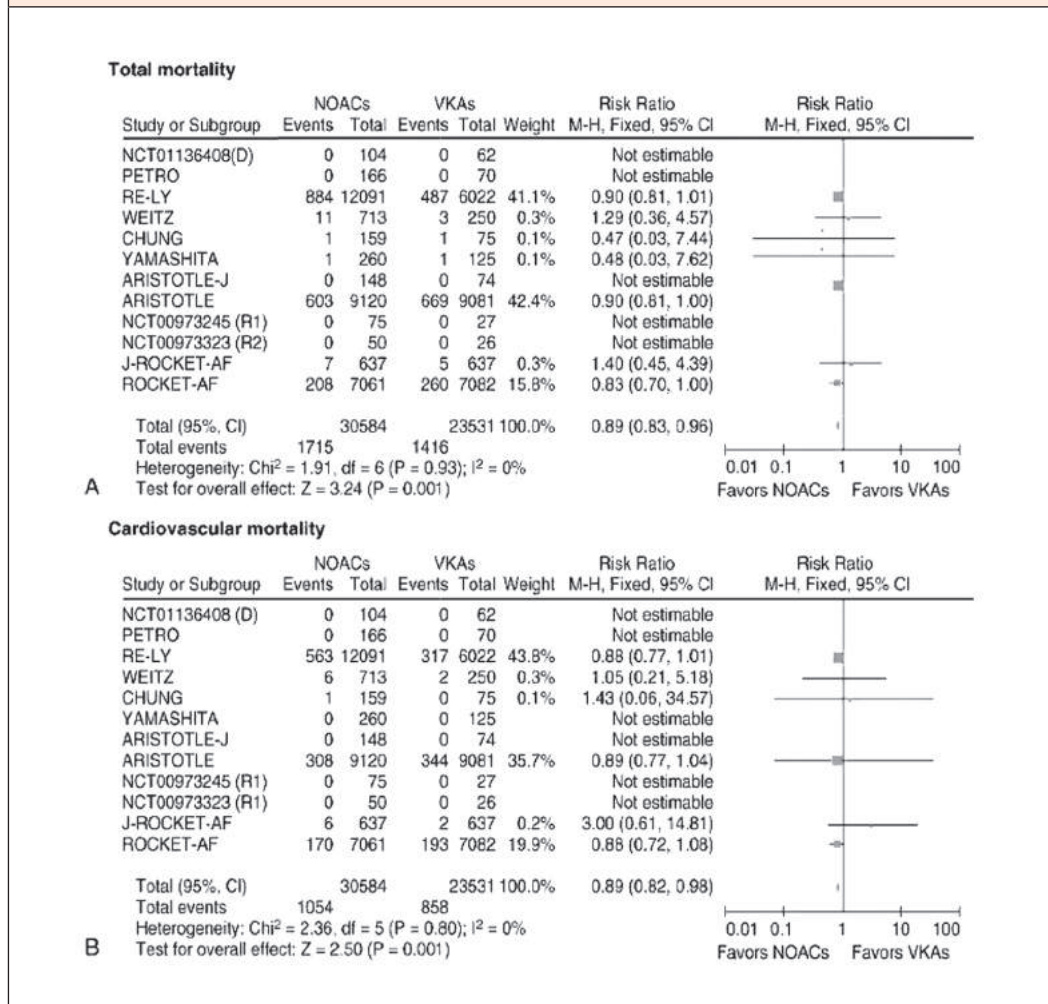 Total mortality
NOACs VKAs Risk Ratio Risk Ratio
Study or Subgroup Events Total Events Total Weight M-H, Fixed, 95% CI M-H, Fixed, 95% CI
NCT01136408(D) 0 104 0 62 Not estimable
PETRO 0 166 0 70 Not estimable
RE-LY 884 12091 487 6022 41.1% 0.90 (0.81, 1.01)
WEITZ 11 713 3 250 0.3% 1.29 (0.36, 4.57)
CHUNG 1 159 1 75 0.1% 0.47 (0.03, 7.44)
YAMASHITA 1 260 1 125 0.1% 0.48 (0.03, 7.62)
ARISTOTLE-J 0 148 0 74 Not estimable
ARISTOTLE 603 9120 669 9081 42.4% 0.90 (0.81, 1.00)
NCT00973245 (R1) 0 75 0 27 Not estimable
NCT00973323 (R2) 0 50 0 26 Not estimable
J-ROCKET-AF 7 637 5 637 0.3% 1.40 (0.45, 4.39)
ROCKET-AF 208 7061 260 7082 15.8% 0.83 (0.70, 1.00)
Total (95%, CI) 30584 23531 100.0% 0.89 (0.83, 0.96)
Total events 1715 1416
Heterogeneity: Chi² = 1.91, df = 6 (P = 0.93); I² = 0%
0.01 0.1 1 10 100
A Test for overall effect: Z = 3.24 (P = 0.001) Favors NOACs Favors VKAs
Cardiovascular mortality
NOACs VKAs Risk Ratio Risk Ratio
Study or Subgroup Events Total Events Total Weight M-H, Fixed, 95% CI M-H, Fixed, 95% CI
NCT01136408 (D) 0 104 0 62 Not estimable
PETRO 0 166 0 70 Not estimable
RE-LY 563 12091 317 6022 43.8% 0.88 (0.77, 1.01)
WEITZ 6 713 2 250 0.3% 1.05 (0.21, 5.18)
CHUNG 1 159 0 75 0.1% 1.43 (0.06, 34.57)
YAMASHITA 0 260 0 125 Not estimable
ARISTOTLE-J 0 148 0 74 Not estimable
ARISTOTLE 308 9120 344 9081 35.7% 0.89 (0.77, 1.04)
NCT00973245 (R1) 0 75 0 27 Not estimable
NCT00973323 (R1) 0 50 0 26 Not estimable
J-ROCKET-AF 6 637 2 637 0.2% 3.00 (0.61, 14.81)
ROCKET-AF 170 7061 193 7082 19.9% 0.88 (0.72, 1.08)
Total (95%, CI) 30584 23531 100.0% 0.89 (0.82, 0.98)
Total events 1054 858
Heterogeneity: Chi² = 2.36, df = 5 (P = 0.80); I² = 0%
0.01 0.1 1 10 100
B Test for overall effect: Z = 2.50 (P = 0.001) Favors NOACs Favors VKAs